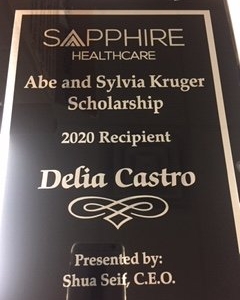 SAPPHIRE
HEALTHCARE
Abe and Sylvia Kruger
Scholarship
2020 Recipient
Delia Castro
Presented by:
Shua Seif, C.E.O.